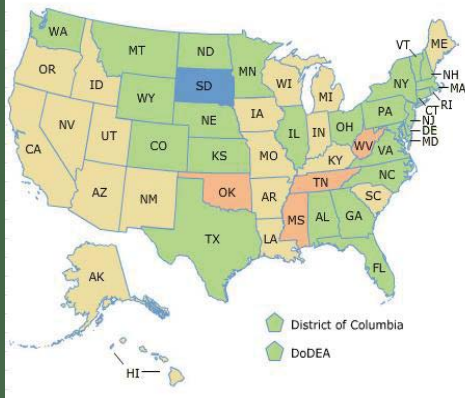 WA
MT
ND
MN
VT
ME
OR
ID
SD
WI
MI
NY
NH
MA
WY
RI
CT
IA
NE
PA
NJ
NV
UT
IL
IN
OH
DE
MD
CO
WV
VA
CA
KS
MO
KY
NC
TN
AZ
NM
OK
AR
SC
MS
AL
GA
TX
LA
FL
AK
HI
District of Columbia
DoDEA